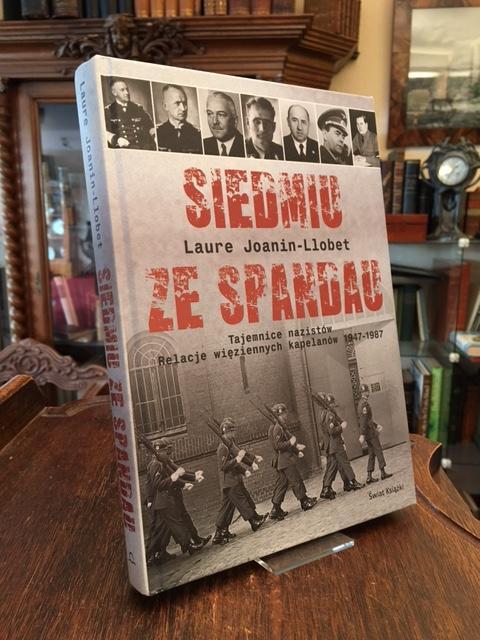 SIEDMIU
Laure Joanin-Llobet
ZE SPANDAU
Tajemnice nazistów
Relacje więziennych kapelanów 1947-1987
Świat Książki
Laure Joanin-Llobet
SIEDMIU ZE SPANDAU